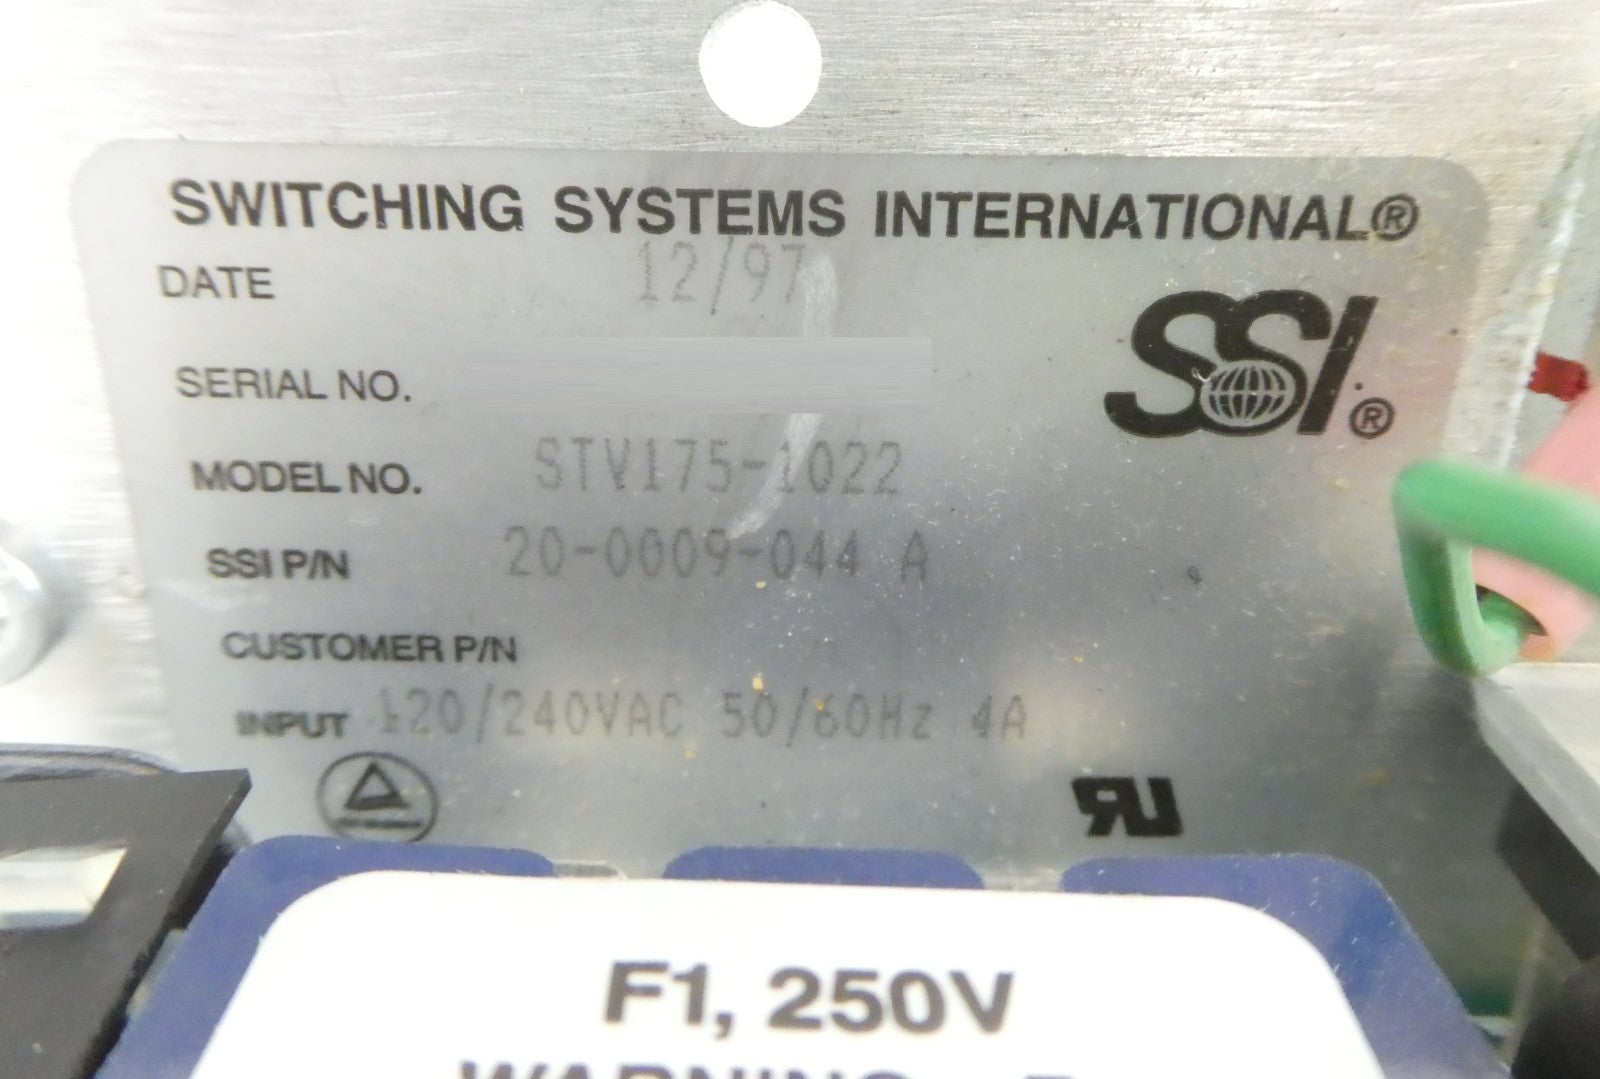 SWITCHING SYSTEMS INTERNATIONAL®
DATE 12/97
SSI®
SERIAL NO.
MODEL NO. STV175-1022
SSI P/N 20-0009-044 A
CUSTOMER P/N
INPUT 120/240VAC 50/60Hz 4A
F1, 250V
WARNING